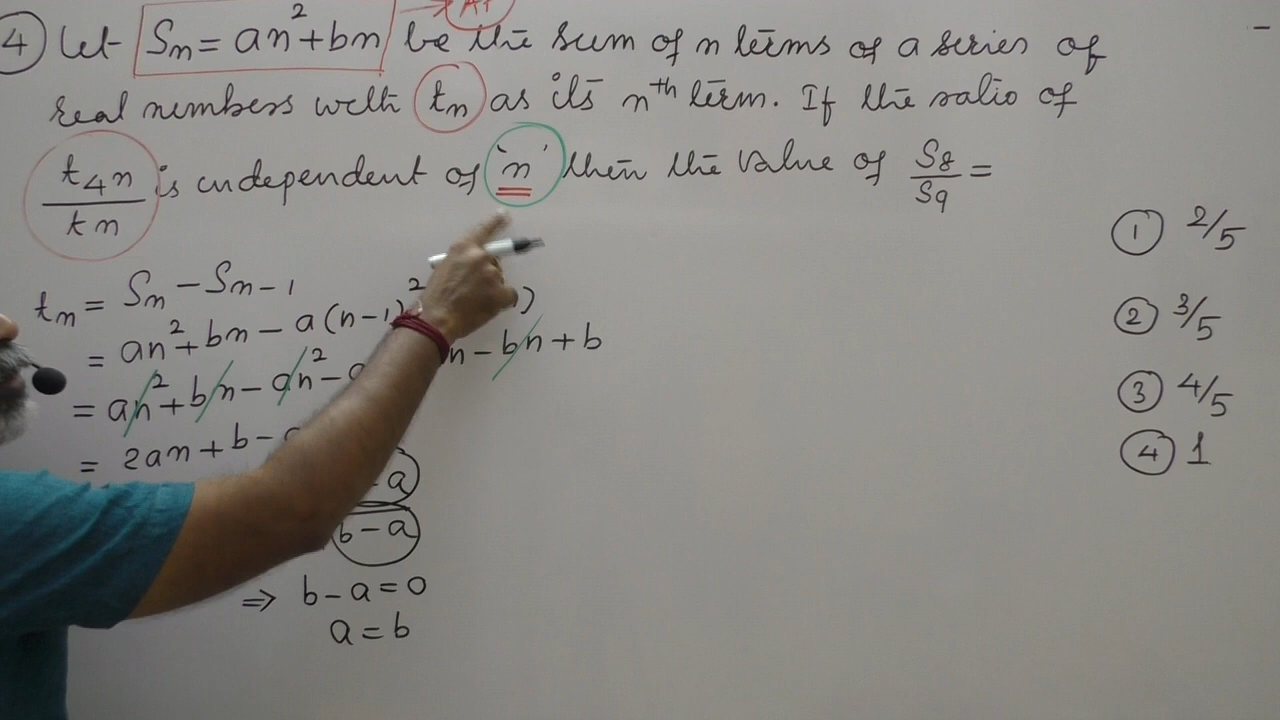 ④ Let Sn = an² + bn → AP be the sum of n terms of a series of
real numbers with tn as its nth term. If the ratio of
t4n/tn is independent of 'n' then the value of S8/S9 =
① 2/5
② 3/5
③ 4/5
④ 1
tn = Sn - Sn-1
= an² + bn - a(n-1)² )
= an² + bn - an² - n - bn + b
= 2an + b -
- a
b - a
⇒ b - a = 0
a = b